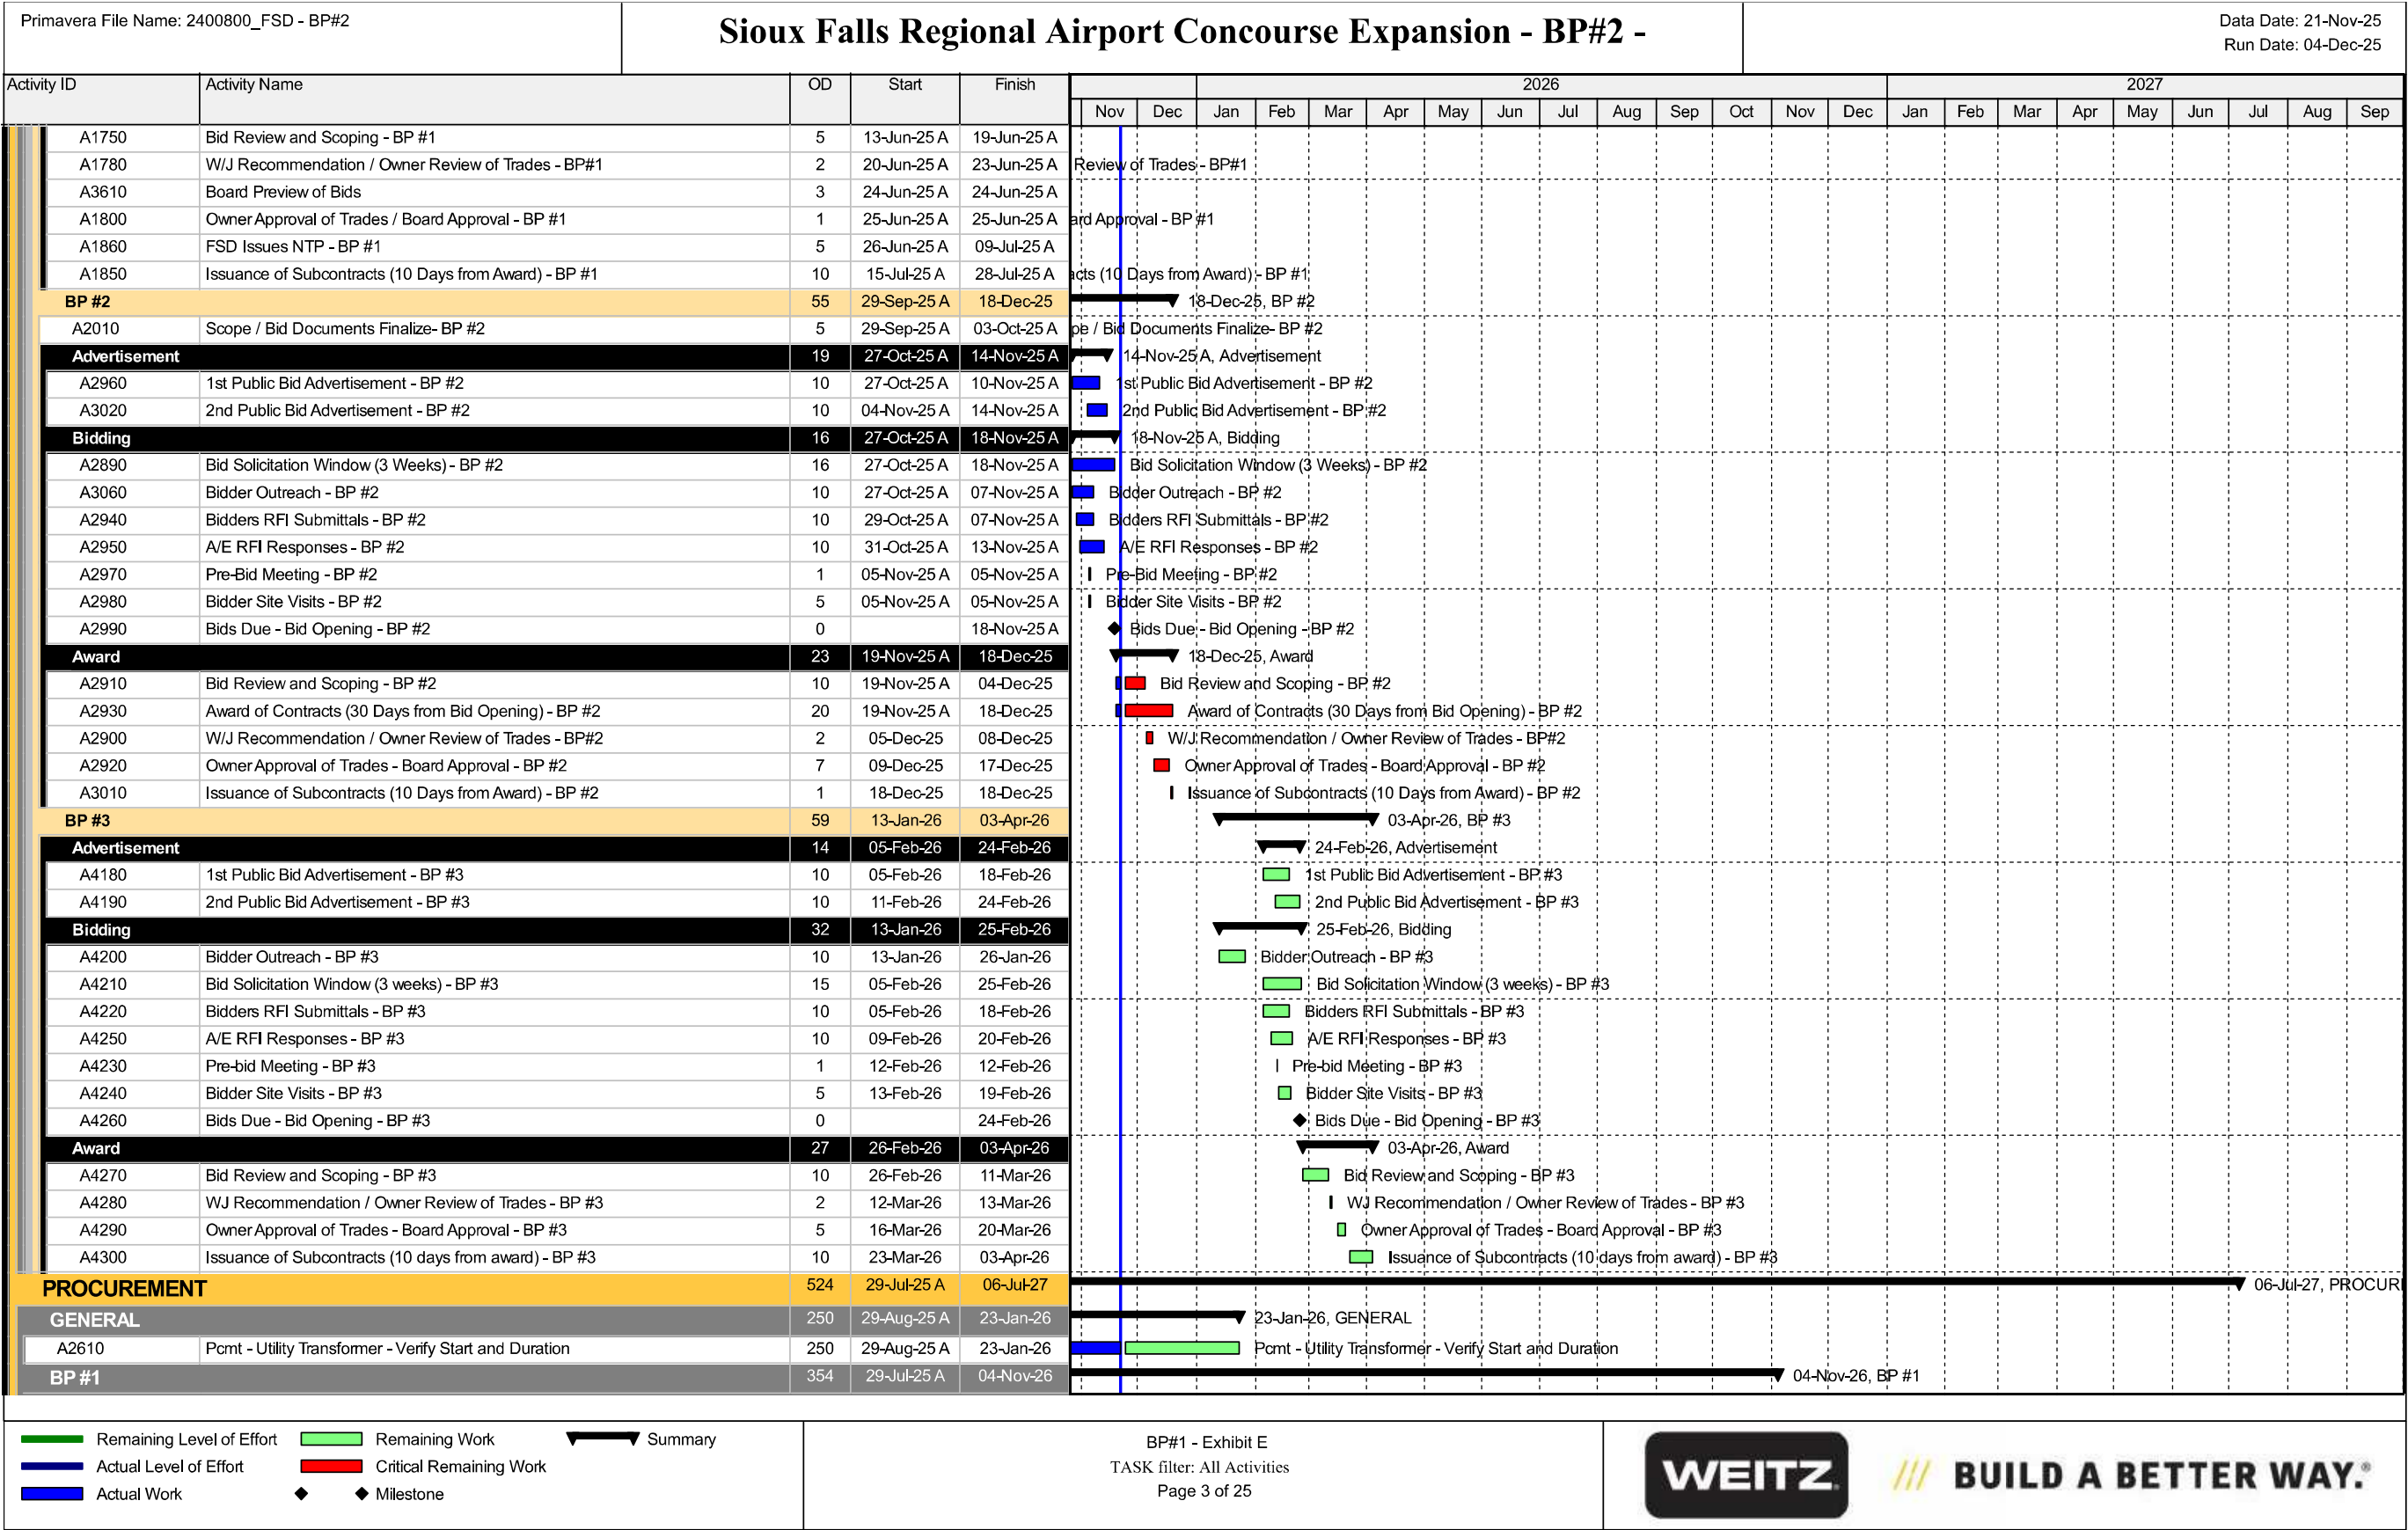 Primavera File Name: 2400800_FSD - BP#2
Sioux Falls Regional Airport Concourse Expansion - BP#2 -
Data Date: 21-Nov-25
Run Date: 04-Dec-25
Activity ID Activity Name OD Start Finish 2026 2027
Nov Dec Jan Feb Mar Apr May Jun Jul Aug Sep Oct Nov Dec Jan Feb Mar Apr May Jun Jul Aug Sep
A1750 Bid Review and Scoping - BP #1 5 13-Jun-25 A 19-Jun-25 A
A1780 W/J Recommendation / Owner Review of Trades - BP#1 2 20-Jun-25 A 23-Jun-25 A Review of Trades - BP#1
A3610 Board Preview of Bids 3 24-Jun-25 A 24-Jun-25 A
A1800 Owner Approval of Trades / Board Approval - BP #1 1 25-Jun-25 A 25-Jun-25 A ard Approval - BP #1
A1860 FSD Issues NTP - BP #1 5 26-Jun-25 A 09-Jul-25 A
A1850 Issuance of Subcontracts (10 Days from Award) - BP #1 10 15-Jul-25 A 28-Jul-25 A acts (10 Days from Award) - BP #1
BP #2 55 29-Sep-25 A 18-Dec-25 18-Dec-25, BP #2
A2010 Scope / Bid Documents Finalize- BP #2 5 29-Sep-25 A 03-Oct-25 A pe / Bid Documents Finalize- BP #2
Advertisement 19 27-Oct-25 A 14-Nov-25 A 14-Nov-25 A, Advertisement
A2960 1st Public Bid Advertisement - BP #2 10 27-Oct-25 A 10-Nov-25 A 1st Public Bid Advertisement - BP #2
A3020 2nd Public Bid Advertisement - BP #2 10 04-Nov-25 A 14-Nov-25 A 2nd Public Bid Advertisement - BP #2
Bidding 16 27-Oct-25 A 18-Nov-25 A 18-Nov-25 A, Bidding
A2890 Bid Solicitation Window (3 Weeks) - BP #2 16 27-Oct-25 A 18-Nov-25 A Bid Solicitation Window (3 Weeks) - BP #2
A3060 Bidder Outreach - BP #2 10 27-Oct-25 A 07-Nov-25 A Bidder Outreach - BP #2
A2940 Bidders RFI Submittals - BP #2 10 29-Oct-25 A 07-Nov-25 A Bidders RFI Submittals - BP #2
A2950 A/E RFI Responses - BP #2 10 31-Oct-25 A 13-Nov-25 A A/E RFI Responses - BP #2
A2970 Pre-Bid Meeting - BP #2 1 05-Nov-25 A 05-Nov-25 A Pre-Bid Meeting - BP #2
A2980 Bidder Site Visits - BP #2 5 05-Nov-25 A 05-Nov-25 A Bidder Site Visits - BP #2
A2990 Bids Due - Bid Opening - BP #2 0 18-Nov-25 A Bids Due - Bid Opening - BP #2
Award 23 19-Nov-25 A 18-Dec-25 18-Dec-25, Award
A2910 Bid Review and Scoping - BP #2 10 19-Nov-25 A 04-Dec-25 Bid Review and Scoping - BP #2
A2930 Award of Contracts (30 Days from Bid Opening) - BP #2 20 19-Nov-25 A 18-Dec-25 Award of Contracts (30 Days from Bid Opening) - BP #2
A2900 W/J Recommendation / Owner Review of Trades - BP#2 2 05-Dec-25 08-Dec-25 W/J Recommendation / Owner Review of Trades - BP#2
A2920 Owner Approval of Trades - Board Approval - BP #2 7 09-Dec-25 17-Dec-25 Owner Approval of Trades - Board Approval - BP #2
A3010 Issuance of Subcontracts (10 Days from Award) - BP #2 1 18-Dec-25 18-Dec-25 Issuance of Subcontracts (10 Days from Award) - BP #2
BP #3 59 13-Jan-26 03-Apr-26 03-Apr-26, BP #3
Advertisement 14 05-Feb-26 24-Feb-26 24-Feb-26, Advertisement
A4180 1st Public Bid Advertisement - BP #3 10 05-Feb-26 18-Feb-26 1st Public Bid Advertisement - BP #3
A4190 2nd Public Bid Advertisement - BP #3 10 11-Feb-26 24-Feb-26 2nd Public Bid Advertisement - BP #3
Bidding 32 13-Jan-26 25-Feb-26 25-Feb-26, Bidding
A4200 Bidder Outreach - BP #3 10 13-Jan-26 26-Jan-26 Bidder Outreach - BP #3
A4210 Bid Solicitation Window (3 weeks) - BP #3 15 05-Feb-26 25-Feb-26 Bid Solicitation Window (3 weeks) - BP #3
A4220 Bidders RFI Submittals - BP #3 10 05-Feb-26 18-Feb-26 Bidders RFI Submittals - BP #3
A4250 A/E RFI Responses - BP #3 10 09-Feb-26 20-Feb-26 A/E RFI Responses - BP #3
A4230 Pre-bid Meeting - BP #3 1 12-Feb-26 12-Feb-26 Pre-bid Meeting - BP #3
A4240 Bidder Site Visits - BP #3 5 13-Feb-26 19-Feb-26 Bidder Site Visits - BP #3
A4260 Bids Due - Bid Opening - BP #3 0 24-Feb-26 Bids Due - Bid Opening - BP #3
Award 27 26-Feb-26 03-Apr-26 03-Apr-26, Award
A4270 Bid Review and Scoping - BP #3 10 26-Feb-26 11-Mar-26 Bid Review and Scoping - BP #3
A4280 WJ Recommendation / Owner Review of Trades - BP #3 2 12-Mar-26 13-Mar-26 WJ Recommendation / Owner Review of Trades - BP #3
A4290 Owner Approval of Trades - Board Approval - BP #3 5 16-Mar-26 20-Mar-26 Owner Approval of Trades - Board Approval - BP #3
A4300 Issuance of Subcontracts (10 days from award) - BP #3 10 23-Mar-26 03-Apr-26 Issuance of Subcontracts (10 days from award) - BP #3
PROCUREMENT 524 29-Jul-25 A 06-Jul-27 06-Jul-27, PROCURI
GENERAL 250 29-Aug-25 A 23-Jan-26 23-Jan-26, GENERAL
A2610 Pcmt - Utility Transformer - Verify Start and Duration 250 29-Aug-25 A 23-Jan-26 Pcmt - Utility Transformer - Verify Start and Duration
BP #1 354 29-Jul-25 A 04-Nov-26 04-Nov-26, BP #1
Remaining Level of Effort Remaining Work Summary
Actual Level of Effort Critical Remaining Work
Actual Work Milestone
BP#1 - Exhibit E
TASK filter: All Activities
Page 3 of 25
WEITZ.
/// BUILD A BETTER WAY.®